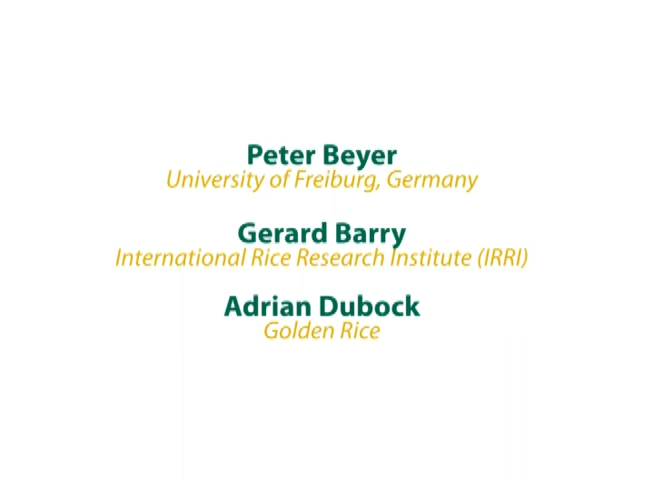 Peter Beyer
University of Freiburg, Germany
Gerard Barry
International Rice Research Institute (IRRI)
Adrian Dubock
Golden Rice